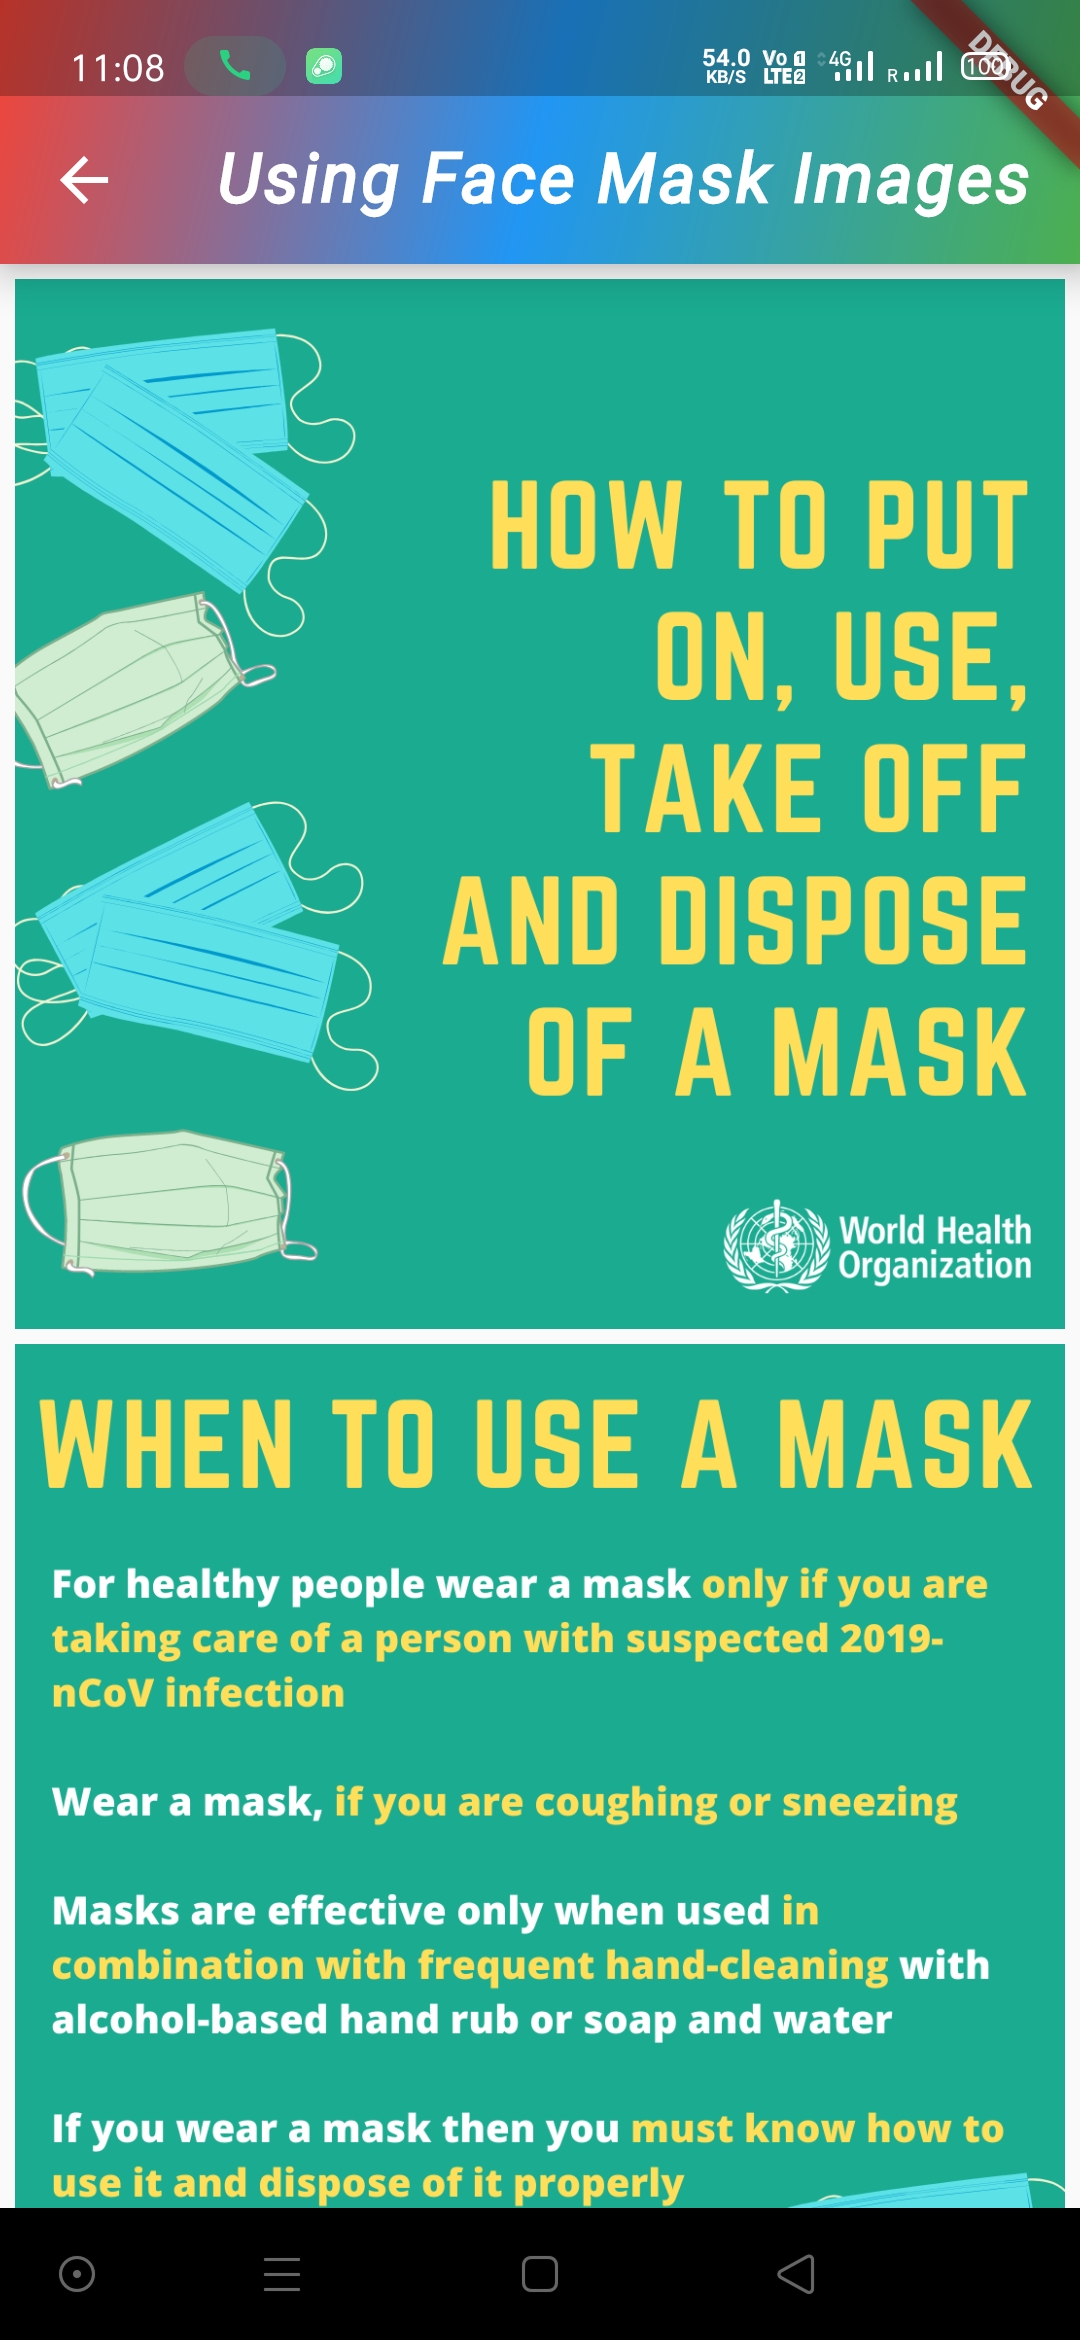 11:08
54.0
KB/S
Vo 1
LTE2
4G
R
100
DEBUG
Using Face Mask Images
HOW TO PUT
ON, USE,
TAKE OFF
AND DISPOSE
OF A MASK
World Health
Organization
WHEN TO USE A MASK
For healthy people wear a mask only if you are
taking care of a person with suspected 2019-
nCoV infection
Wear a mask, if you are coughing or sneezing
Masks are effective only when used in
combination with frequent hand-cleaning with
alcohol-based hand rub or soap and water
If you wear a mask then you must know how to
use it and dispose of it properly